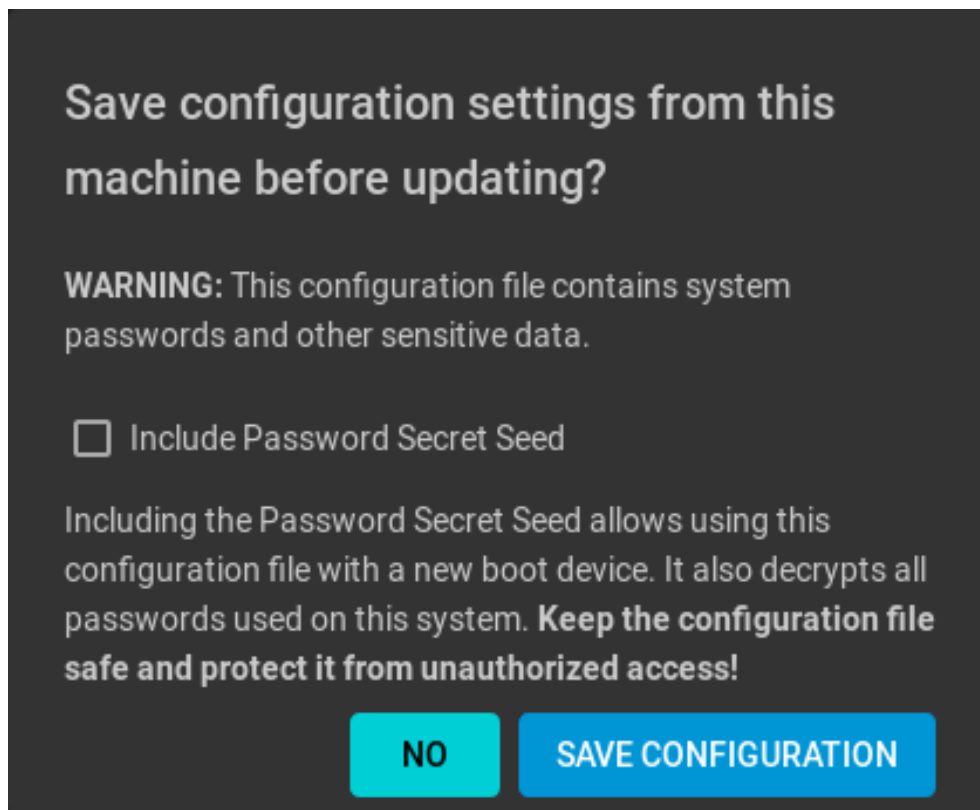 Save configuration settings from this
machine before updating?
WARNING: This configuration file contains system
passwords and other sensitive data.
Include Password Secret Seed
Including the Password Secret Seed allows using this
configuration file with a new boot device. It also decrypts all
passwords used on this system. Keep the configuration file
safe and protect it from unauthorized access!
NO
SAVE CONFIGURATION